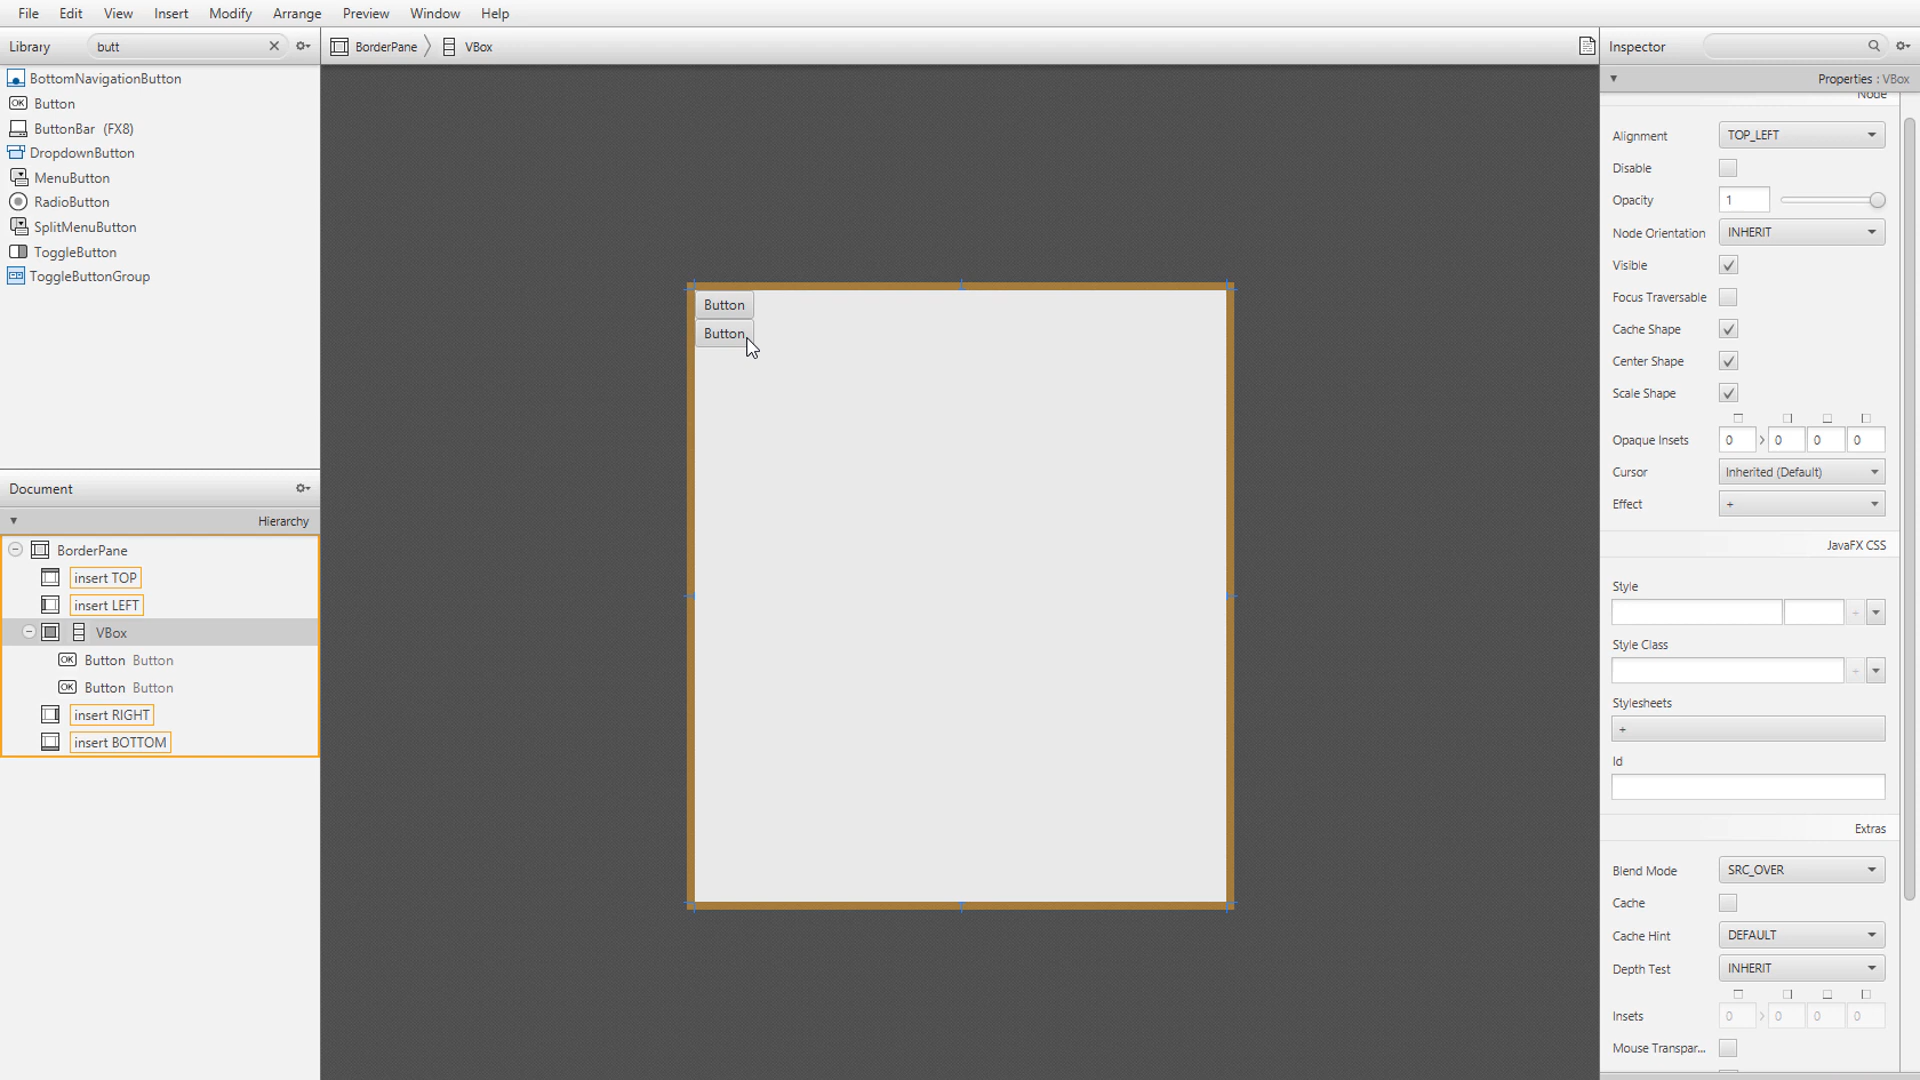 File Edit View Insert Modify Arrange Preview Window Help
Library butt
BottomNavigationButton
OK Button
ButtonBar (FX8)
DropdownButton
MenuButton
RadioButton
SplitMenuButton
ToggleButton
ToggleButtonGroup
Document
Hierarchy
BorderPane
insert TOP
insert LEFT
VBox
OK Button Button
OK Button Button
insert RIGHT
insert BOTTOM
BorderPane VBox
Button
Button
Inspector
Properties : VBox
Node
Alignment TOP_LEFT
Disable
Opacity 1
Node Orientation INHERIT
Visible
Focus Traversable
Cache Shape
Center Shape
Scale Shape
Opaque Insets 0 0 0 0
Cursor Inherited (Default)
Effect +
JavaFX CSS
Style
+
Style Class
+
Stylesheets
+
Id
Extras
Blend Mode SRC_OVER
Cache
Cache Hint DEFAULT
Depth Test INHERIT
Insets 0 0 0 0
Mouse Transpar...